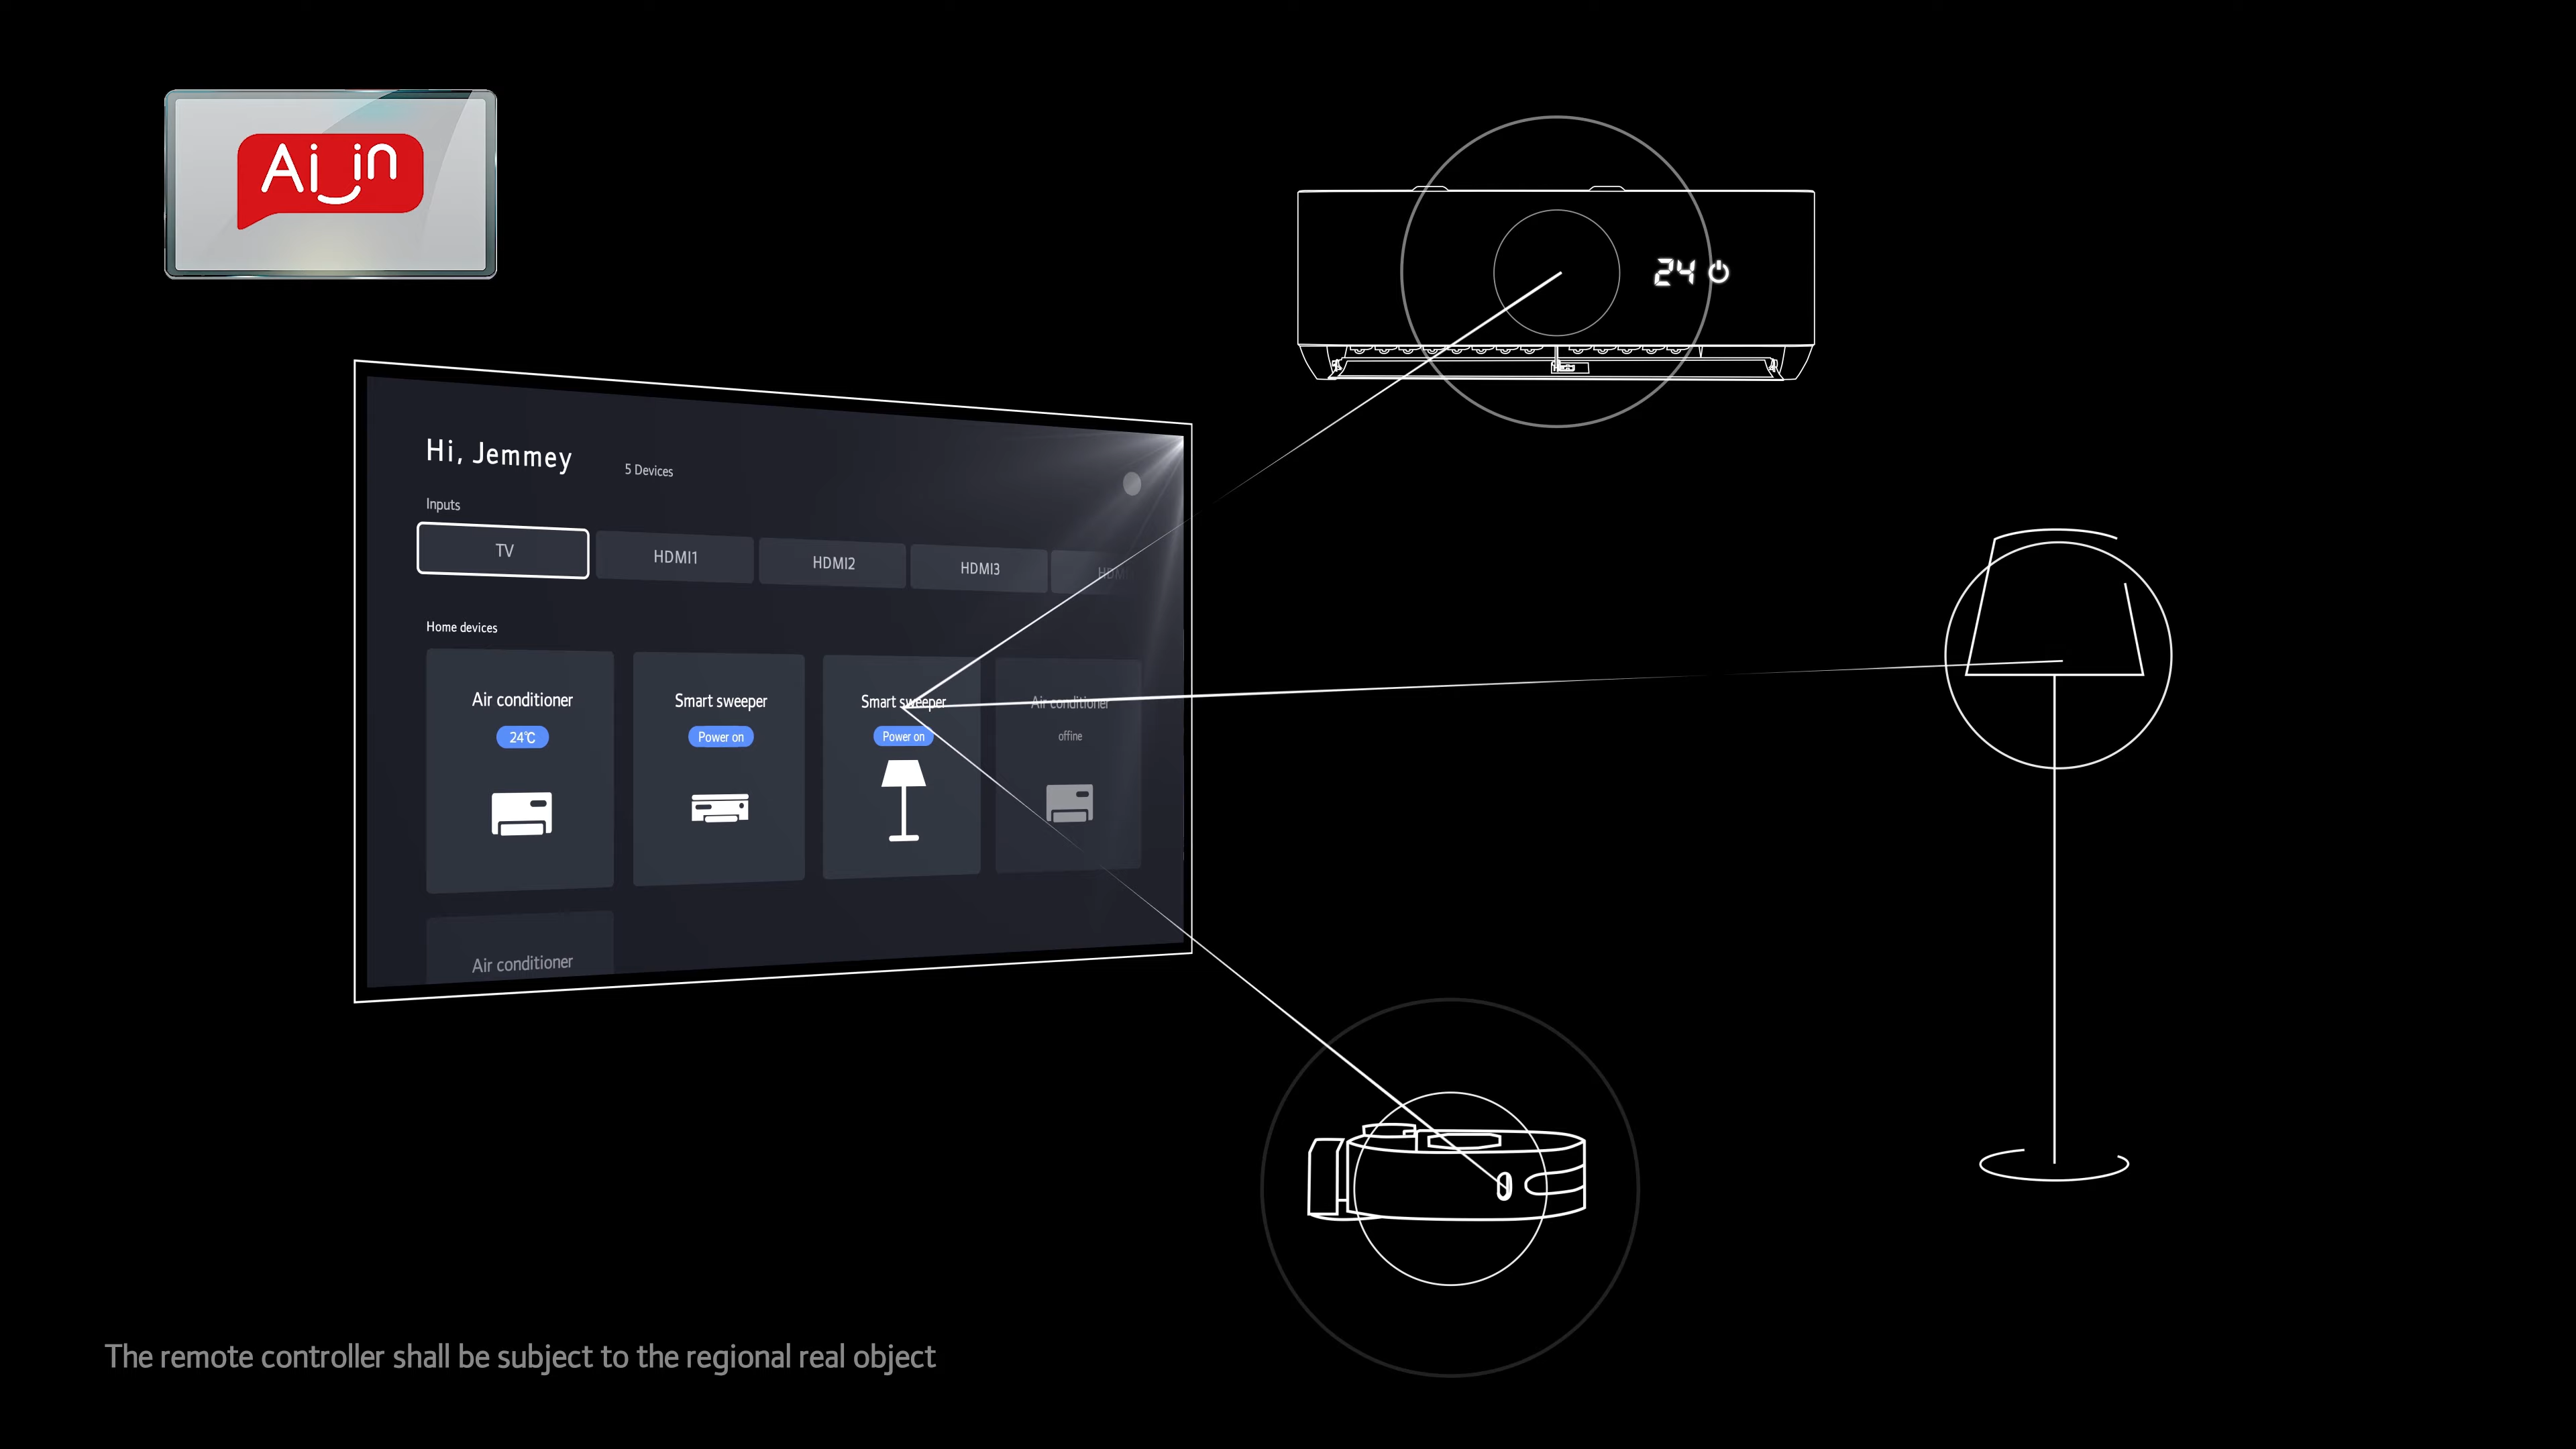 Aijin
24
Hi, Jemmey
5 Devices
Inputs
TV
HDMI1
HDMI2
HDMI3
Home devices
Air conditioner
24℃
Smart sweeper
Power on
Smart sweeper
Power on
Air conditioner
offine
Air conditioner
The remote controller shall be subject to the regional real object